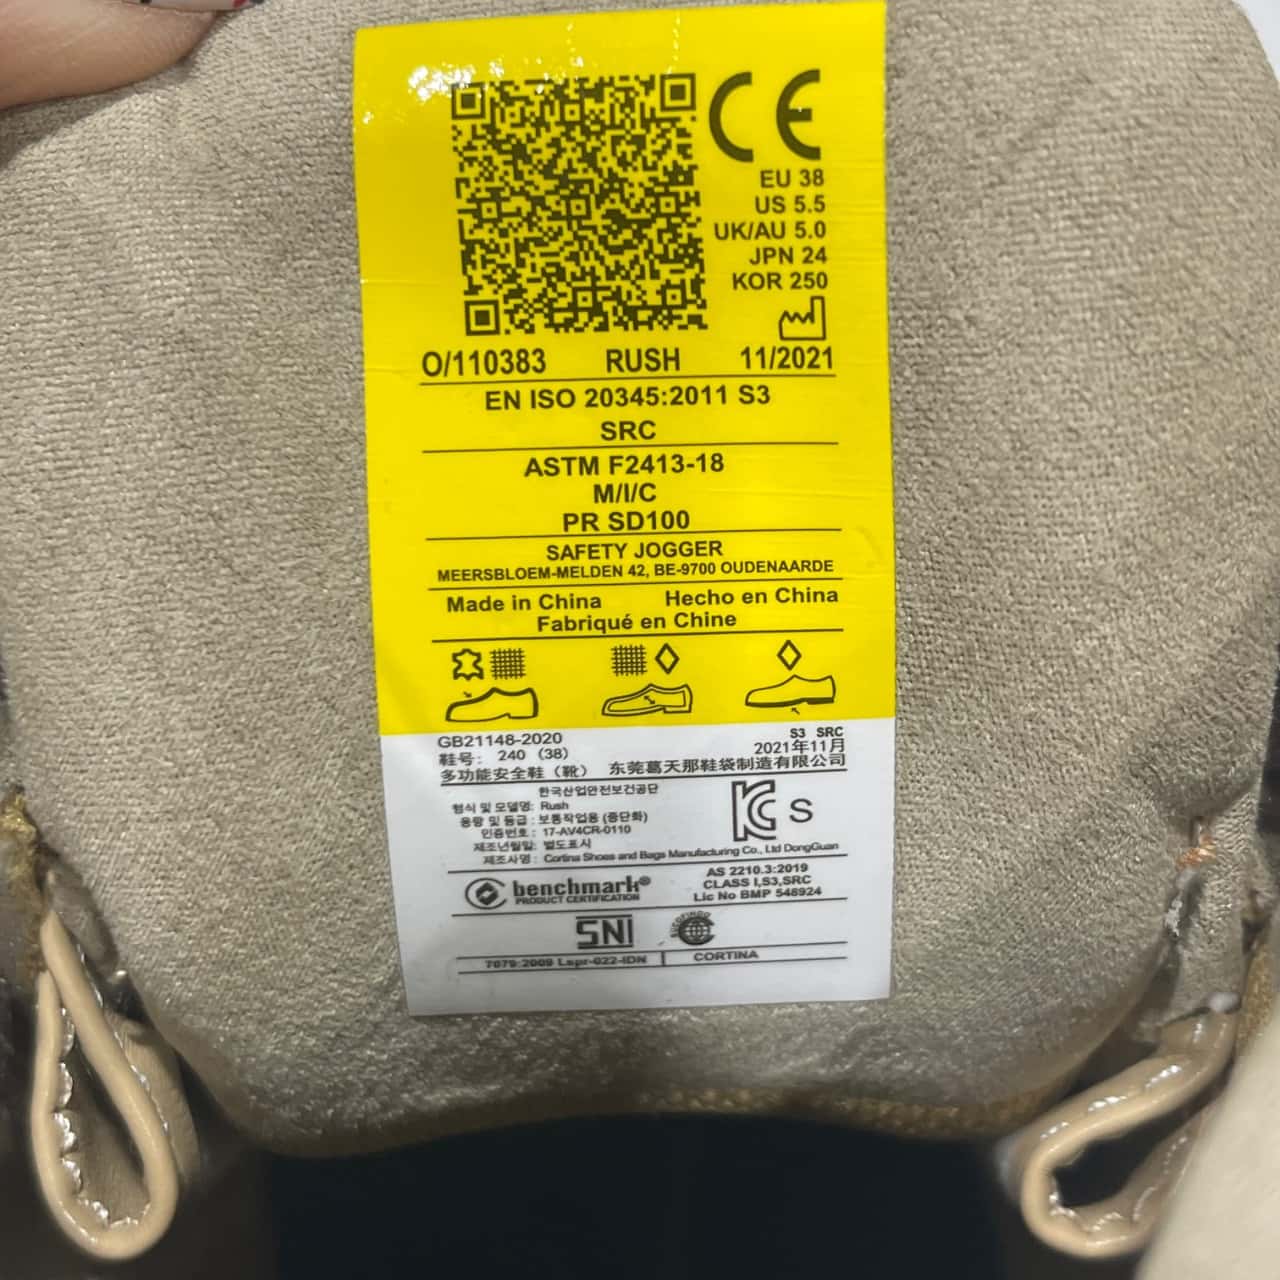 CE
EU 38
US 5.5
UK/AU 5.0
JPN 24
KOR 250
O/110383 RUSH 11/2021
EN ISO 20345:2011 S3
SRC
ASTM F2413-18
M/I/C
PR SD100
SAFETY JOGGER
MEERSBLOEM-MELDEN 42, BE-9700 OUDENAARDE
Made in China Hecho en China
Fabriqué en Chine
GB21148-2020 S3 SRC
鞋号: 240 (38) 2021年11月
多功能安全鞋（靴） 东莞葛天那鞋袋制造有限公司
한국산업안전보건공단
형식 및 모델명: Rush
용량 및 등급: 보통작업용 (중단화)
인증번호: 17-AV4CR-0110
제조년월일: 별도표시
제조사명: Cortina Shoes and Bags Manufacturing Co., Ltd DongGuan
S
benchmark®
PRODUCT CERTIFICATION
AS 2210.3:2019
CLASS I,S3,SRC
Lic No BMP 548924
SNI
SUCOFINDO
7079:2009 Lspr-022-IDN CORTINA